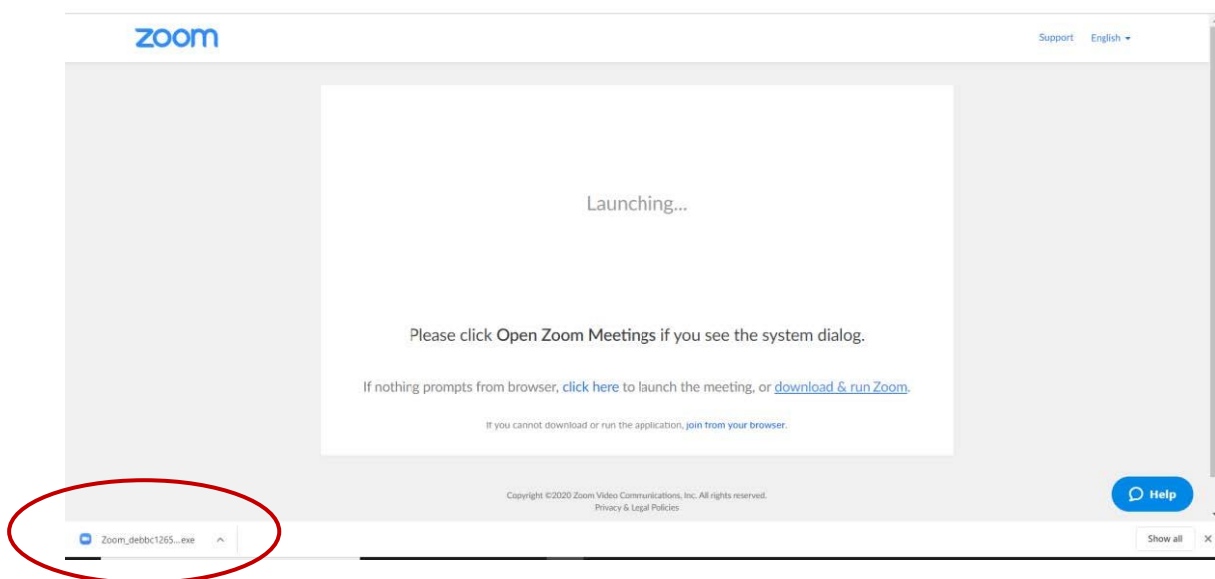 zoom
Support English
Launching...
Please click Open Zoom Meetings if you see the system dialog.
If nothing prompts from browser, click here to launch the meeting, or download & run Zoom.
If you cannot download or run the application, join from your browser.
Copyright ©2020 Zoom Video Communications, Inc. All rights reserved.
Privacy & Legal Policies
Help
Zoom_debbc1265...exe
Show all